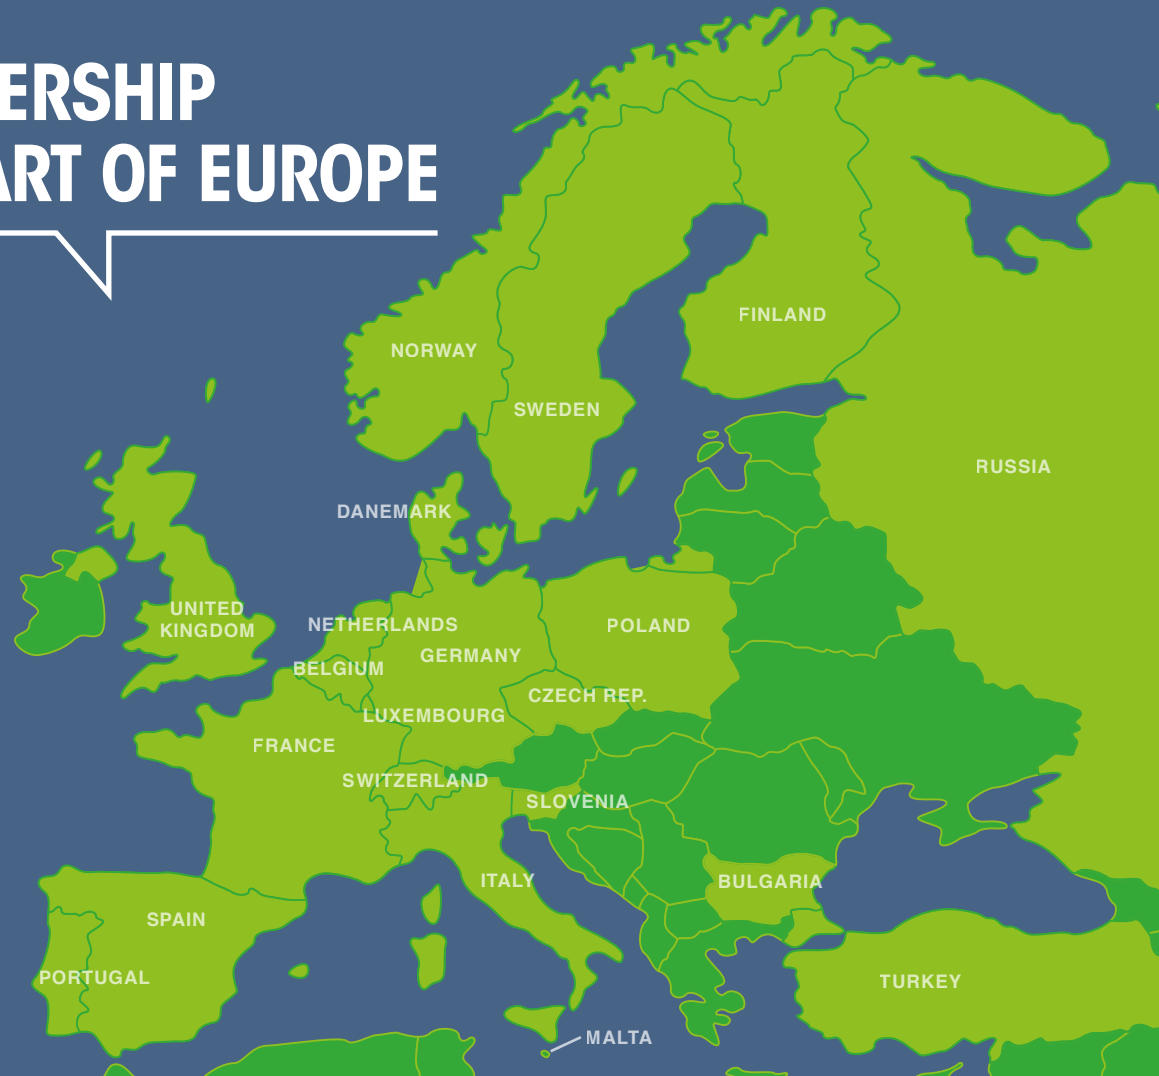 ERSHIP
ART OF EUROPE
FINLAND
NORWAY
SWEDEN
RUSSIA
DANEMARK
UNITED
KINGDOM
NETHERLANDS
POLAND
GERMANY
BELGIUM
CZECH REP.
LUXEMBOURG
FRANCE
SWITZERLAND
SLOVENIA
ITALY
BULGARIA
SPAIN
PORTUGAL
TURKEY
MALTA